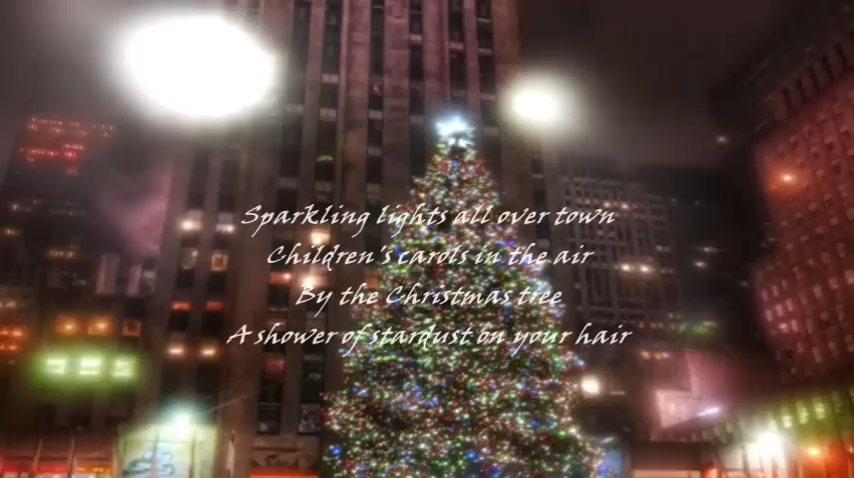 Sparkling lights all over town
Children's carols in the air
By the Christmas tree
A shower of stardust on your hair